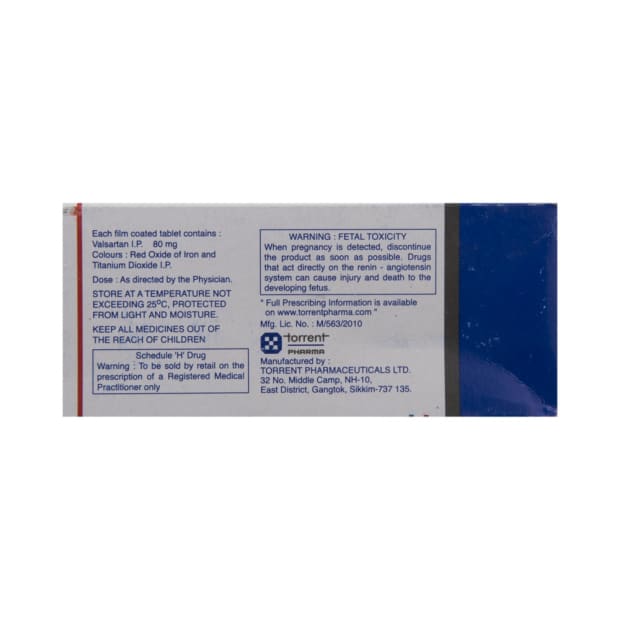 Each film coated tablet contains :
Valsartan I.P. 80 mg
Colours : Red Oxide of Iron and
Titanium Dioxide I.P.
Dose : As directed by the Physician.
STORE AT A TEMPERATURE NOT
EXCEEDING 25ºC, PROTECTED
FROM LIGHT AND MOISTURE.
KEEP ALL MEDICINES OUT OF
THE REACH OF CHILDREN
Schedule 'H' Drug
Warning : To be sold by retail on the
prescription of a Registered Medical
Practitioner only
WARNING : FETAL TOXICITY
When pregnancy is detected, discontinue
the product as soon as possible. Drugs
that act directly on the renin - angiotensin
system can cause injury and death to the
developing fetus.
" Full Prescribing Information is available
on www.torrentpharma.com "
Mfg. Lic. No. : M/563/2010
torrent
PHARMA
Manufactured by :
TORRENT PHARMACEUTICALS LTD.
32 No. Middle Camp, NH-10,
East District, Gangtok, Sikkim-737 135.